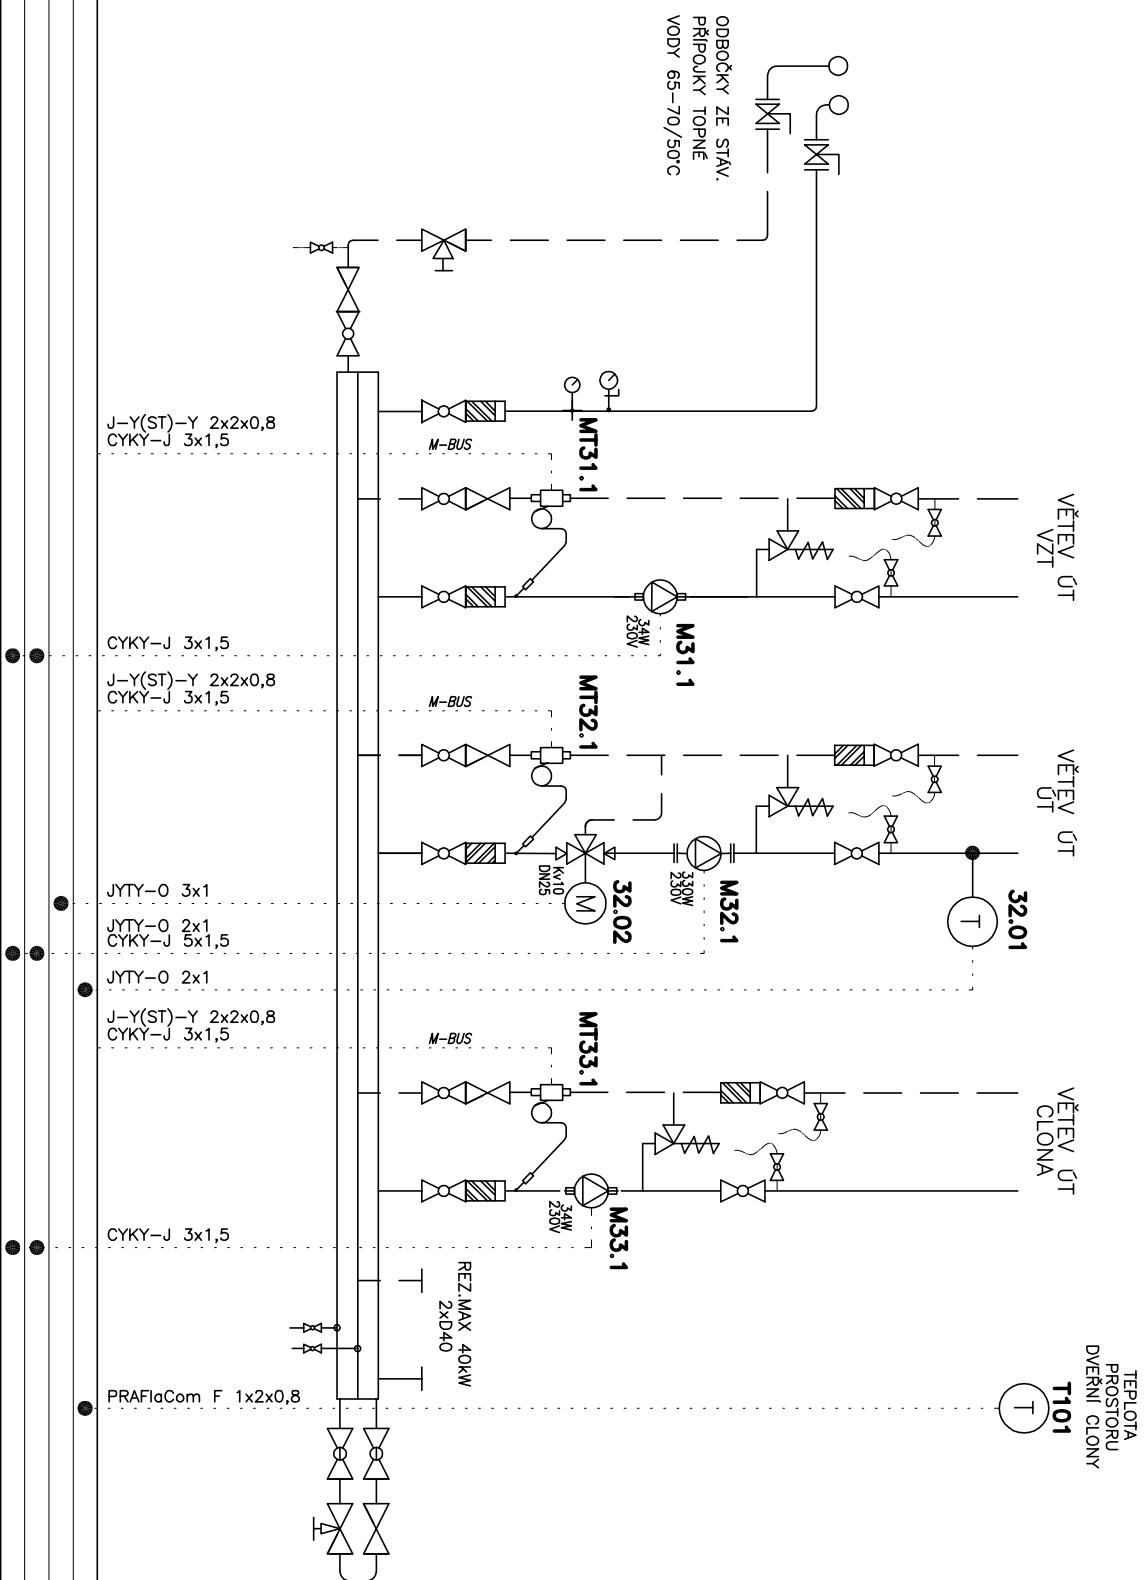 ODBOČKY ZE STÁV.
PŘÍPOJKY TOPNÉ
VODY 65-70/50°C
J-Y(ST)-Y 2x2x0,8
CYKY-J 3x1,5
M-BUS
MT31.1
VĚTEV ÚT
VZT
34W
230V
M31.1
CYKY-J 3x1,5
J-Y(ST)-Y 2x2x0,8
CYKY-J 3x1,5
M-BUS
MT32.1
VĚTEV ÚT
ÚT
Kv10
DN25
M
32.02
330W
230V
M32.1
T
32.01
JYTY-O 3x1
JYTY-O 2x1
CYKY-J 5x1,5
JYTY-O 2x1
J-Y(ST)-Y 2x2x0,8
CYKY-J 3x1,5
M-BUS
MT33.1
VĚTEV ÚT
CLONA
34W
230V
M33.1
CYKY-J 3x1,5
REZ.MAX 40kW
2xD40
PRAFlaCom F 1x2x0,8
TEPLOTA
PROSTORU
DVEŘNÍ CLONY
T101
T